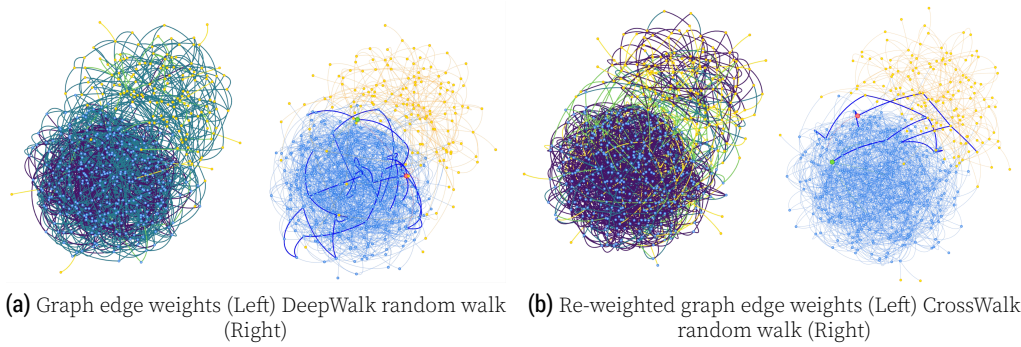 (a) Graph edge weights (Left) DeepWalk random walk
(Right)
(b) Re-weighted graph edge weights (Left) CrossWalk
random walk (Right)